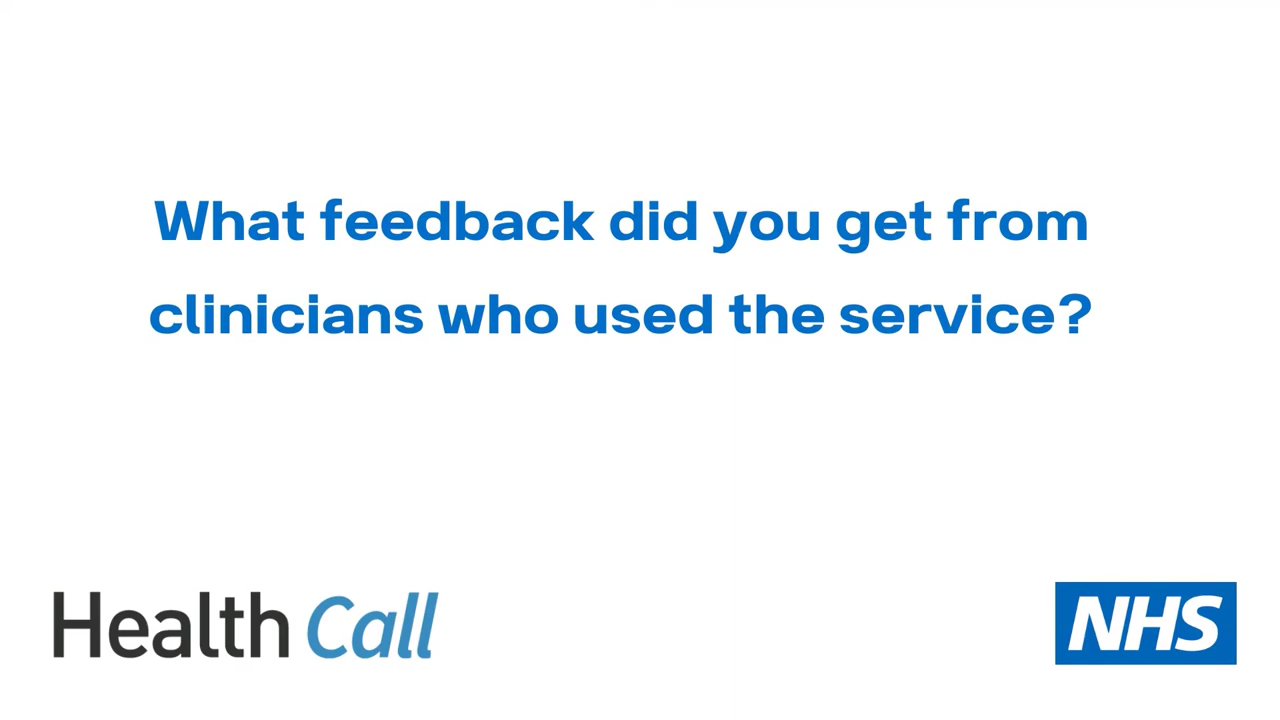 What feedback did you get from
clinicians who used the service?
Health Call
NHS